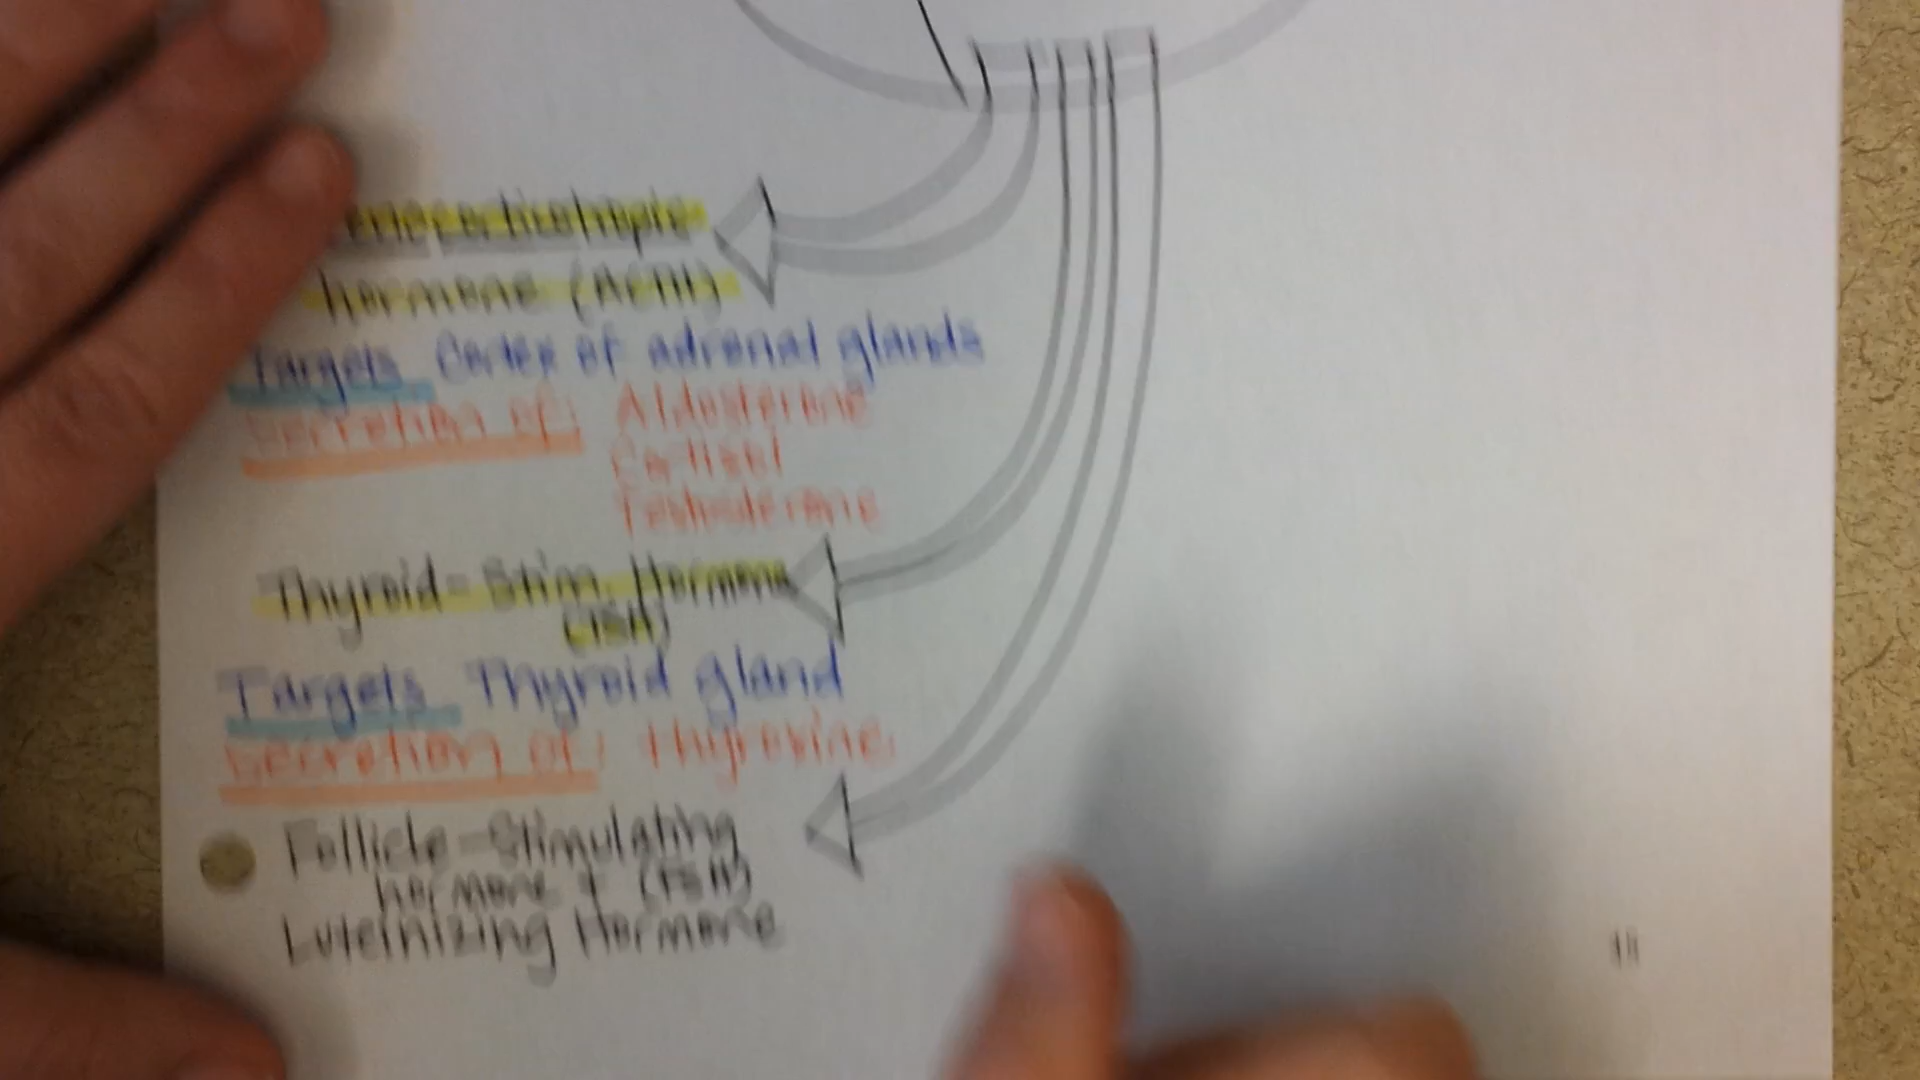 hormone (ACTH)
Targets Cortex of adrenal glands
Secretion of: Aldosterone
Cortisol
Testosterone
Thyroid-Stim. Hormone
(TSH)
Targets Thyroid gland
Secretion of: Thyroxine
Follicle-Stimulating
hormone + (FSH)
Luteinizing Hormone